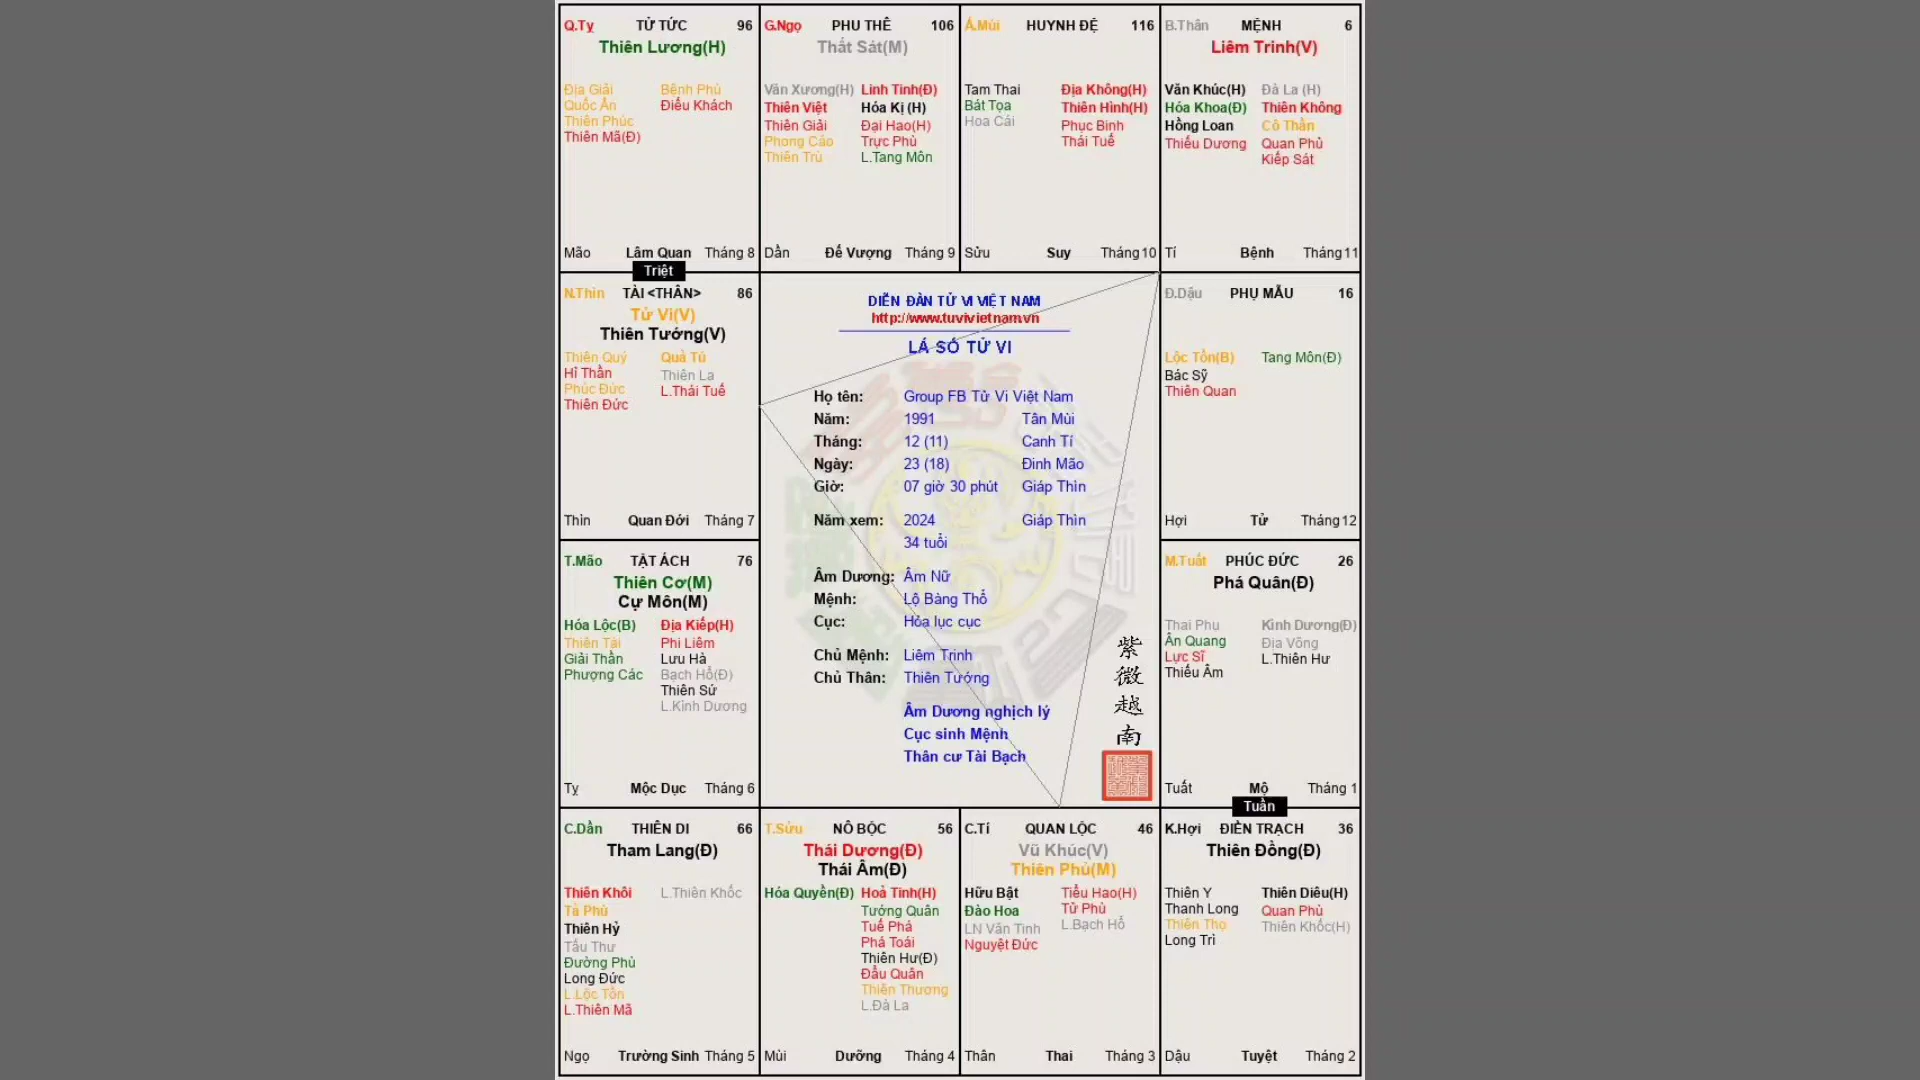 Q.Tỵ TỬ TỨC 96
Thiên Lương(H)
Địa Giải Bệnh Phù
Quốc Ấn Điếu Khách
Thiên Phúc
Thiên Mã(Đ)
Mão Lâm Quan Tháng 8
G.Ngọ PHU THÊ 106
Thất Sát(M)
Văn Xương(H) Linh Tinh(Đ)
Thiên Việt Hóa Kị (H)
Thiên Giải Đại Hao(H)
Phong Cáo Trực Phù
Thiên Trù L.Tang Môn
Dần Đế Vượng Tháng 9
Ấ.Mùi HUYNH ĐỆ 116
Tam Thai Địa Không(H)
Bát Tọa Thiên Hình(H)
Hoa Cái Phục Binh
Thái Tuế
Sửu Suy Tháng 10
B.Thân MỆNH 6
Liêm Trinh(V)
Văn Khúc(H) Đà La (H)
Hóa Khoa(Đ) Thiên Không
Hồng Loan Cô Thần
Thiếu Dương Quan Phủ
Kiếp Sát
Tí Bệnh Tháng 11
Triệt
N.Thìn TÀI <THÂN> 86
Tử Vi(V)
Thiên Tướng(V)
Thiên Quý Quả Tú
Hỉ Thần Thiên La
Phúc Đức L.Thái Tuế
Thiên Đức
Thìn Quan Đới Tháng 7
DIỄN ĐÀN TỬ VI VIỆT NAM
http://www.tuvivietnam.vn
LÁ SỐ TỬ VI
Họ tên: Group FB Tử Vi Việt Nam
Năm: 1991 Tân Mùi
Tháng: 12 (11) Canh Tí
Ngày: 23 (18) Đinh Mão
Giờ: 07 giờ 30 phút Giáp Thìn
Năm xem: 2024 Giáp Thìn
34 tuổi
Âm Dương: Âm Nữ
Mệnh: Lộ Bàng Thổ
Cục: Hỏa lục cục
Chủ Mệnh: Liêm Trinh
Chủ Thân: Thiên Tướng
Âm Dương nghịch lý
Cục sinh Mệnh
Thân cư Tài Bạch
紫微越南
Đ.Dậu PHỤ MẪU 16
Lộc Tồn(B) Tang Môn(Đ)
Bác Sỹ
Thiên Quan
Hợi Tử Tháng 12
T.Mão TẬT ÁCH 76
Thiên Cơ(M)
Cự Môn(M)
Hóa Lộc(B) Địa Kiếp(H)
Thiên Tài Phi Liêm
Giải Thần Lưu Hà
Phượng Các Bạch Hổ(Đ)
Thiên Sứ
L.Kình Dương
Tỵ Mộc Dục Tháng 6
M.Tuất PHÚC ĐỨC 26
Phá Quân(Đ)
Thai Phụ Kình Dương(Đ)
Ân Quang Địa Võng
Lực Sĩ L.Thiên Hư
Thiếu Âm
Tuất Mộ Tháng 1
Tuần
C.Dần THIÊN DI 66
Tham Lang(Đ)
Thiên Khôi L.Thiên Khốc
Tả Phù
Thiên Hỷ
Tấu Thư
Đường Phù
Long Đức
L.Lộc Tồn
L.Thiên Mã
Ngọ Trường Sinh Tháng 5
T.Sửu NÔ BỘC 56
Thái Dương(Đ)
Thái Âm(Đ)
Hóa Quyền(Đ) Hoả Tinh(H)
Tướng Quân
Tuế Phá
Phá Toái
Thiên Hư(Đ)
Đẩu Quân
Thiên Thương
L.Đà La
Mùi Dưỡng Tháng 4
C.Tí QUAN LỘC 46
Vũ Khúc(V)
Thiên Phủ(M)
Hữu Bật Tiểu Hao(H)
Đào Hoa Tử Phù
LN Văn Tinh L.Bạch Hổ
Nguyệt Đức
Thân Thai Tháng 3
K.Hợi ĐIỀN TRẠCH 36
Thiên Đồng(Đ)
Thiên Y Thiên Diêu(H)
Thanh Long Quan Phù
Thiên Thọ Thiên Khốc(H)
Long Trì
Dậu Tuyệt Tháng 2